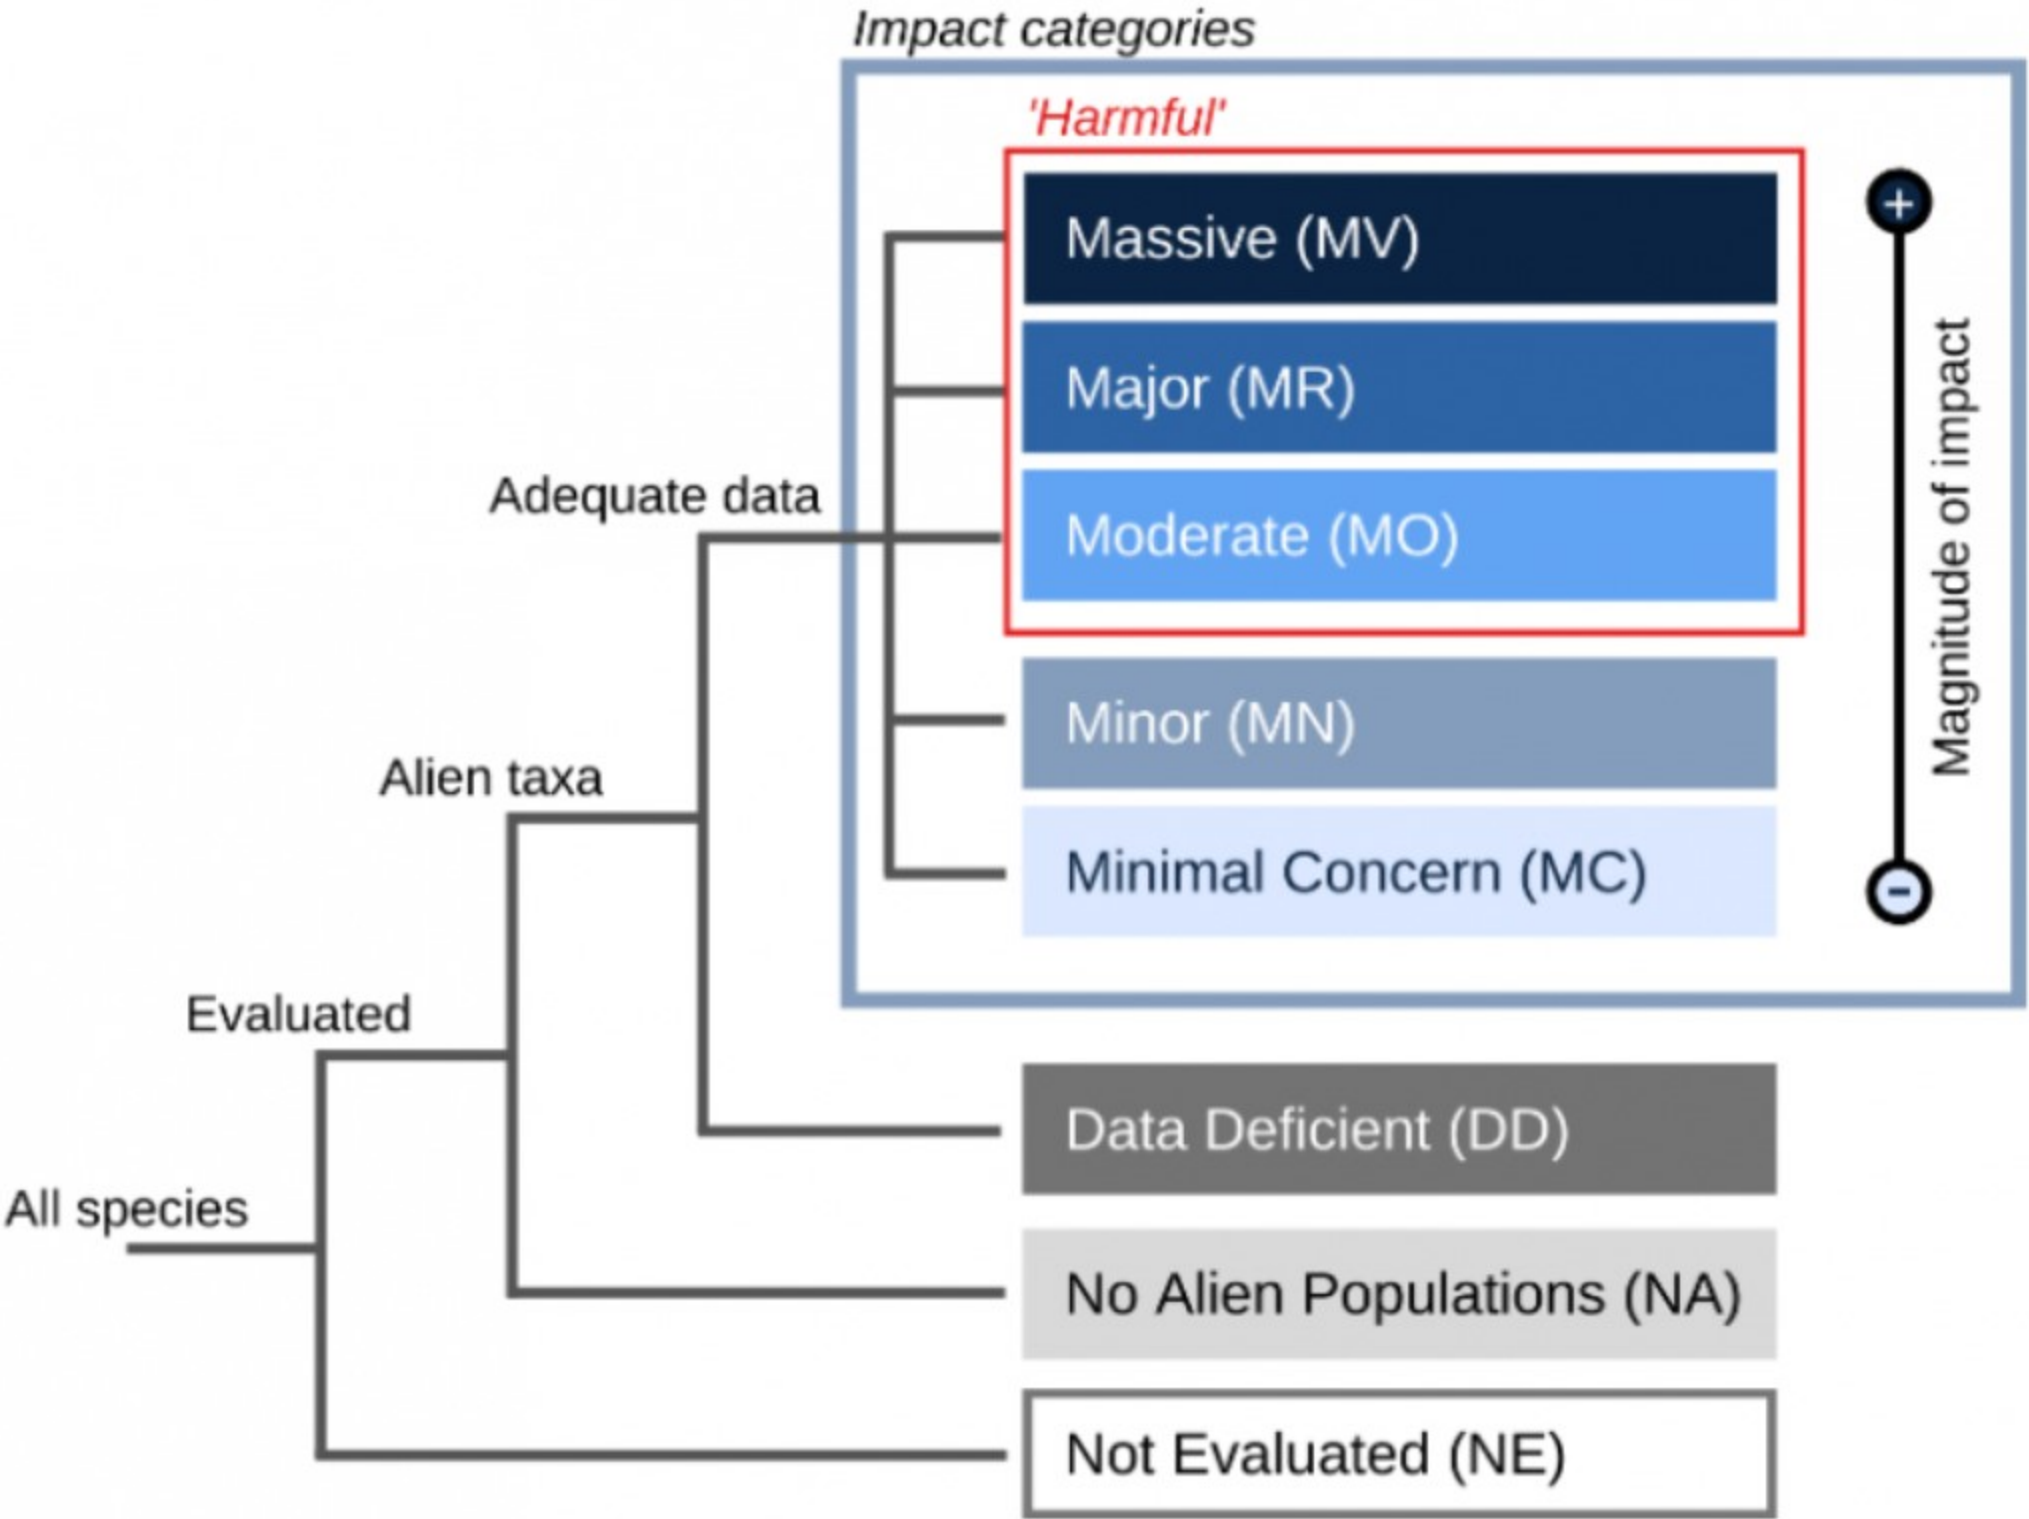 Impact categories
'Harmful'
Massive (MV)
Major (MR)
Adequate data
Moderate (MO)
Minor (MN)
Alien taxa
Minimal Concern (MC)
+
Magnitude of impact
-
Evaluated
Data Deficient (DD)
All species
No Alien Populations (NA)
Not Evaluated (NE)